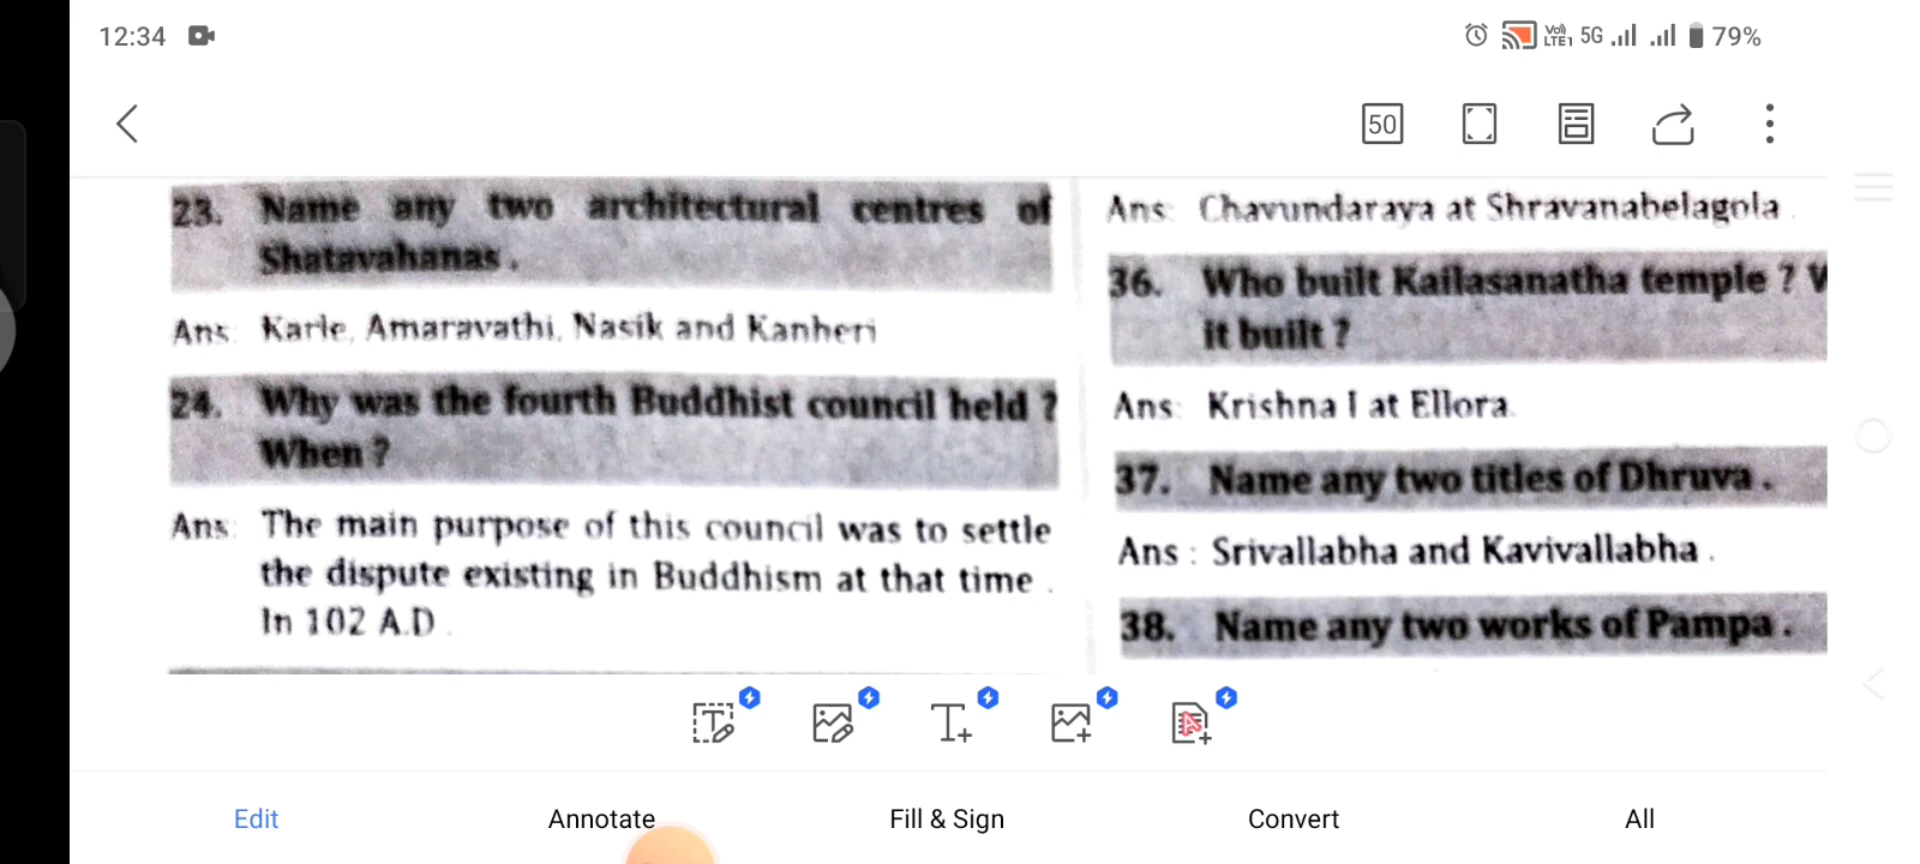 12:34
Vo) LTE1 5G 79%
50
23. Name any two architectural centres of
Shatavahanas.
Ans: Karle, Amaravathi, Nasik and Kanheri
24. Why was the fourth Buddhist council held ?
When ?
Ans: The main purpose of this council was to settle
the dispute existing in Buddhism at that time .
In 102 A.D.
Ans: Chavundaraya at Shravanabelagola .
36. Who built Kailasanatha temple ?
it built ?
Ans: Krishna I at Ellora.
37. Name any two titles of Dhruva .
Ans : Srivallabha and Kavivallabha .
38. Name any two works of Pampa .
Edit
Annotate
Fill & Sign
Convert
All